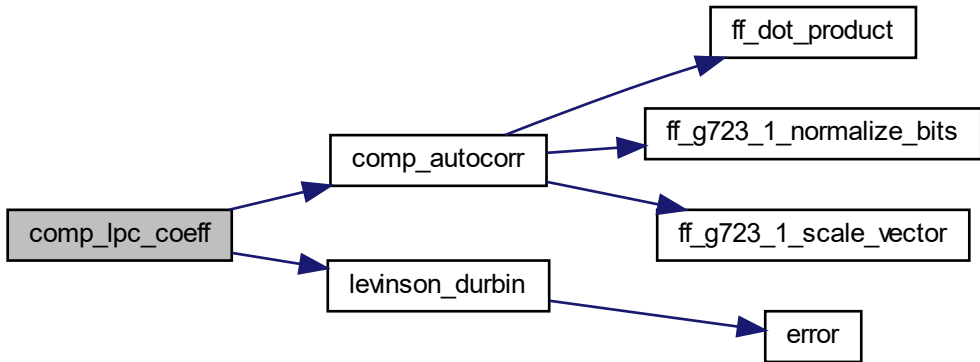 ff_dot_product
ff_g723_1_normalize_bits
comp_autocorr
comp_lpc_coeff
ff_g723_1_scale_vector
levinson_durbin
error